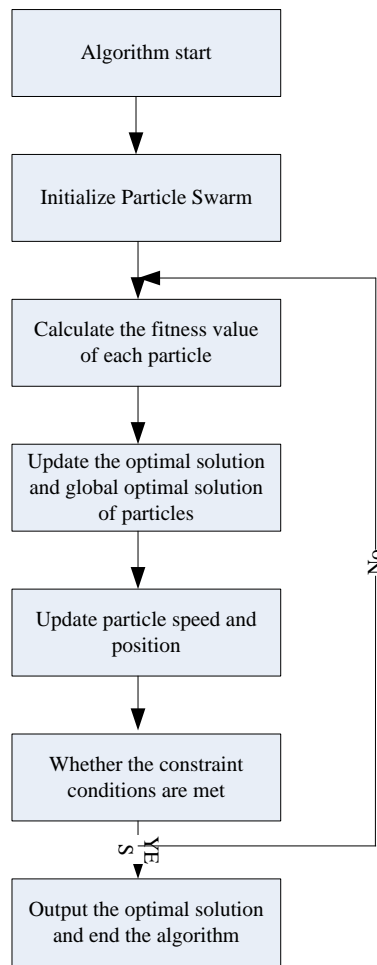 Algorithm start
Initialize Particle Swarm
Calculate the fitness value
of each particle
Update the optimal solution
and global optimal solution
of particles
Update particle speed and
position
Whether the constraint
conditions are met
YE
S
NO
Output the optimal solution
and end the algorithm